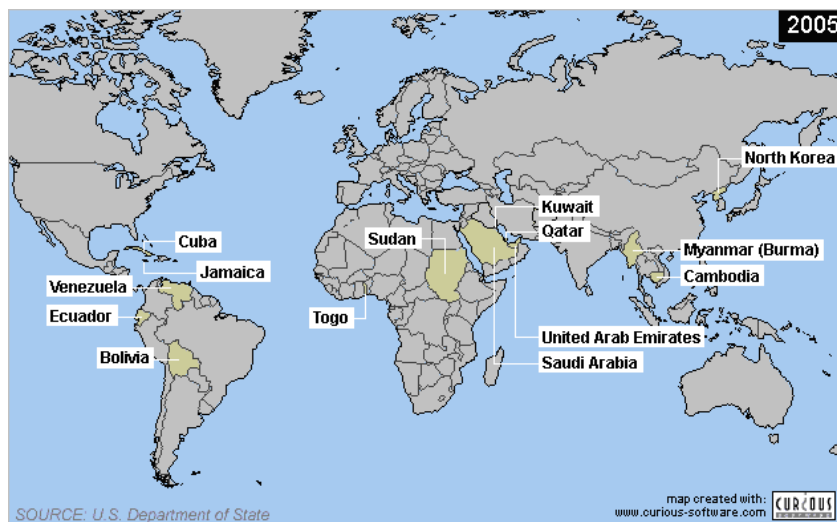 2005
North Korea
Kuwait
Qatar
Cuba
Sudan
Myanmar (Burma)
Jamaica
Cambodia
Venezuela
Ecuador
Togo
United Arab Emirates
Bolivia
Saudi Arabia
map created with:
www.curious-software.com
CURIOUS
SOFTWARE
SOURCE: U.S. Department of State